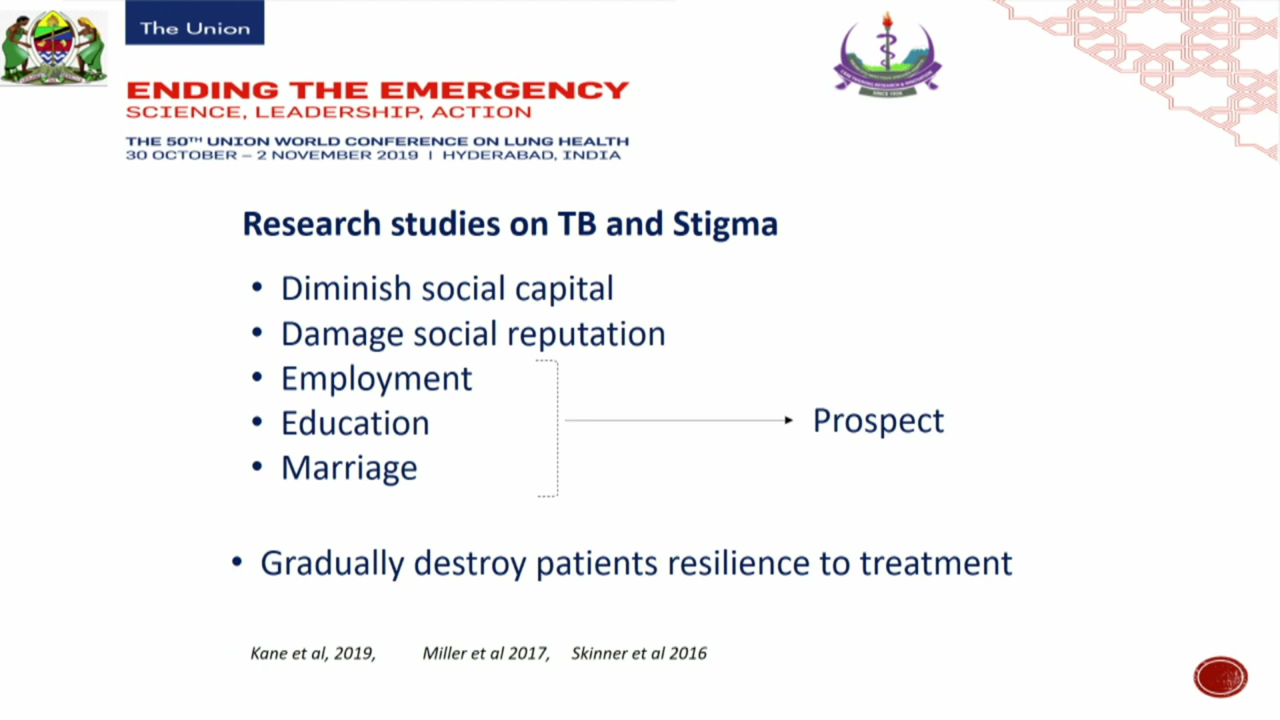 The Union
ENDING THE EMERGENCY
SCIENCE, LEADERSHIP, ACTION
THE 50TH UNION WORLD CONFERENCE ON LUNG HEALTH
30 OCTOBER – 2 NOVEMBER 2019 | HYDERABAD, INDIA
Research studies on TB and Stigma
• Diminish social capital
• Damage social reputation
• Employment
• Education
• Marriage
Prospect
• Gradually destroy patients resilience to treatment
Kane et al, 2019, Miller et al 2017, Skinner et al 2016